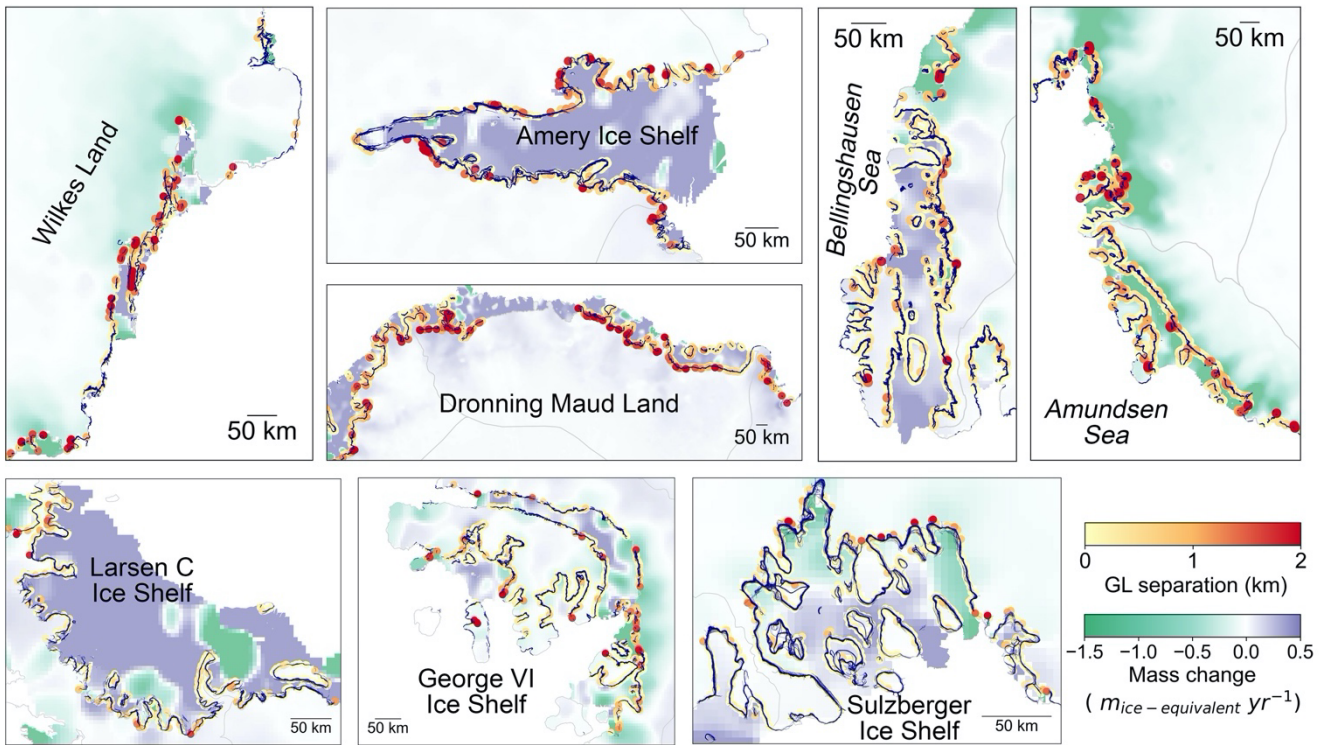 Wilkes Land
50 km
Amery Ice Shelf
50 km
Dronning Maud Land
50 km
50 km
Bellingshausen
Sea
50 km
Amundsen
Sea
Larsen C
Ice Shelf
50 km
George VI
Ice Shelf
50 km
Sulzberger
Ice Shelf
50 km
0 1 2
GL separation (km)
−1.5 −1.0 −0.5 0.0 0.5
Mass change
( m_{ice−equivalent} yr^{−1})